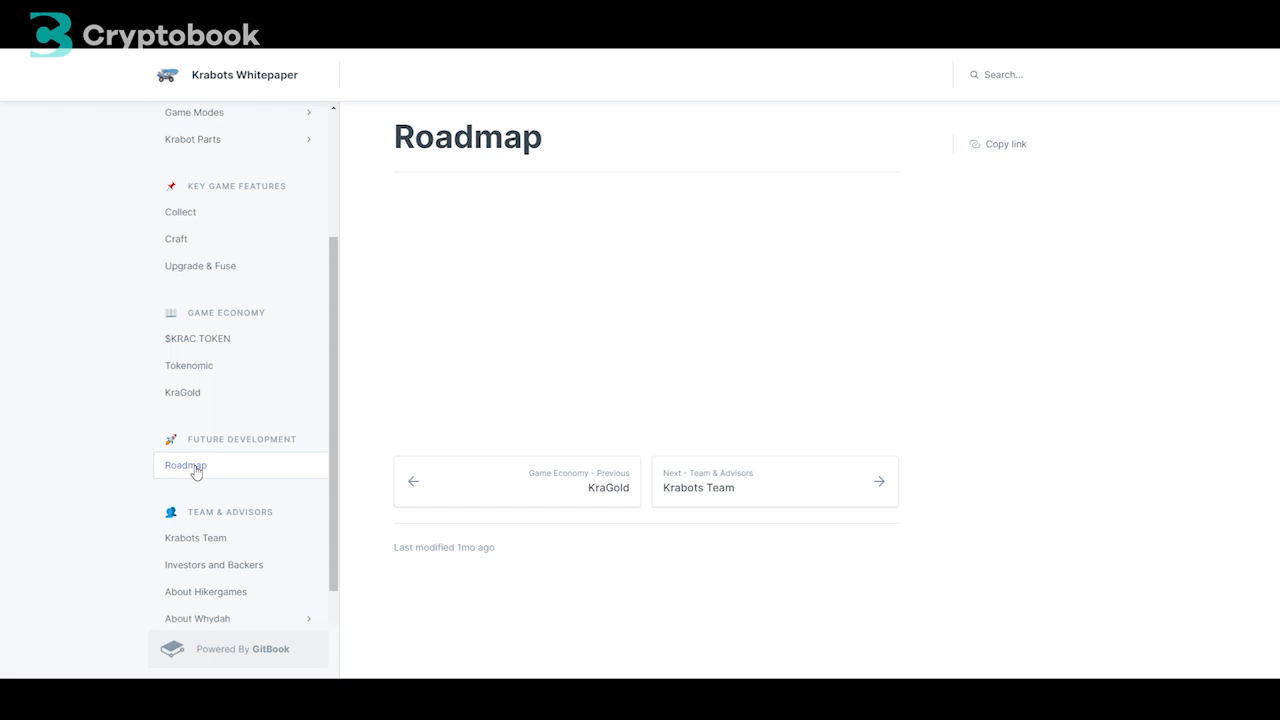 Cryptobook
Krabots Whitepaper
Search...
Game Modes
Krabot Parts
KEY GAME FEATURES
Collect
Craft
Upgrade & Fuse
GAME ECONOMY
$KRAC TOKEN
Tokenomic
KraGold
FUTURE DEVELOPMENT
Roadmap
TEAM & ADVISORS
Krabots Team
Investors and Backers
About Hikergames
About Whydah
Powered By GitBook
Roadmap
Copy link
Game Economy - Previous
KraGold
Next - Team & Advisors
Krabots Team
Last modified 1mo ago